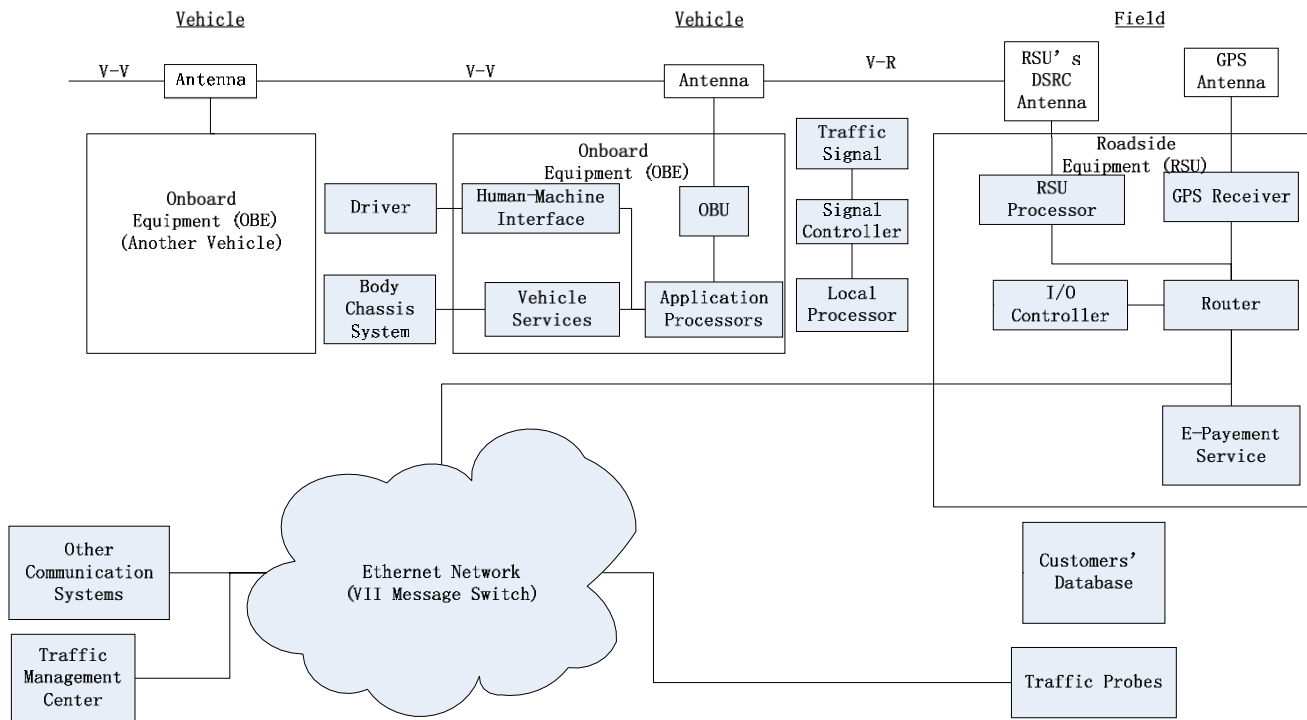 Vehicle
Vehicle
Field
V-V
Antenna
V-V
Antenna
V-R
RSU's
DSRC
Antenna
GPS
Antenna
Onboard
Equipment (OBE)
(Another Vehicle)
Onboard
Equipment (OBE)
Driver
Human-Machine
Interface
OBU
Body
Chassis
System
Vehicle
Services
Application
Processors
Traffic
Signal
Signal
Controller
Local
Processor
Roadside
Equipment (RSU)
RSU
Processor
GPS Receiver
I/O
Controller
Router
E-Payement
Service
Other
Communication
Systems
Ethernet Network
(VII Message Switch)
Customers'
Database
Traffic
Management
Center
Traffic Probes